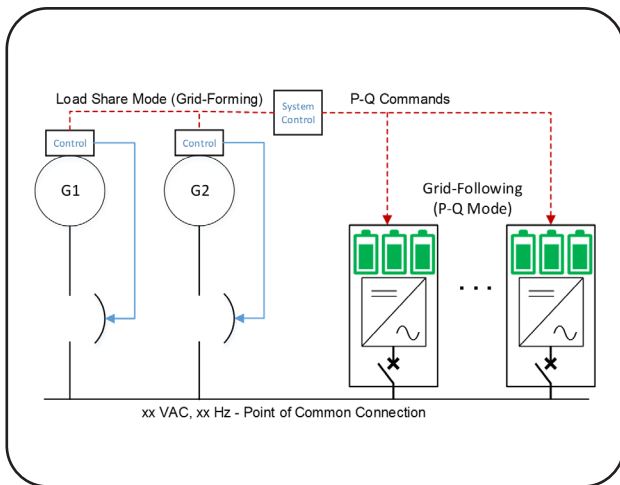 Load Share Mode (Grid-Forming)
System
Control
P-Q Commands
Control
Control
G1
G2
Grid-Following
(P-Q Mode)
. . .
xx VAC, xx Hz - Point of Common Connection